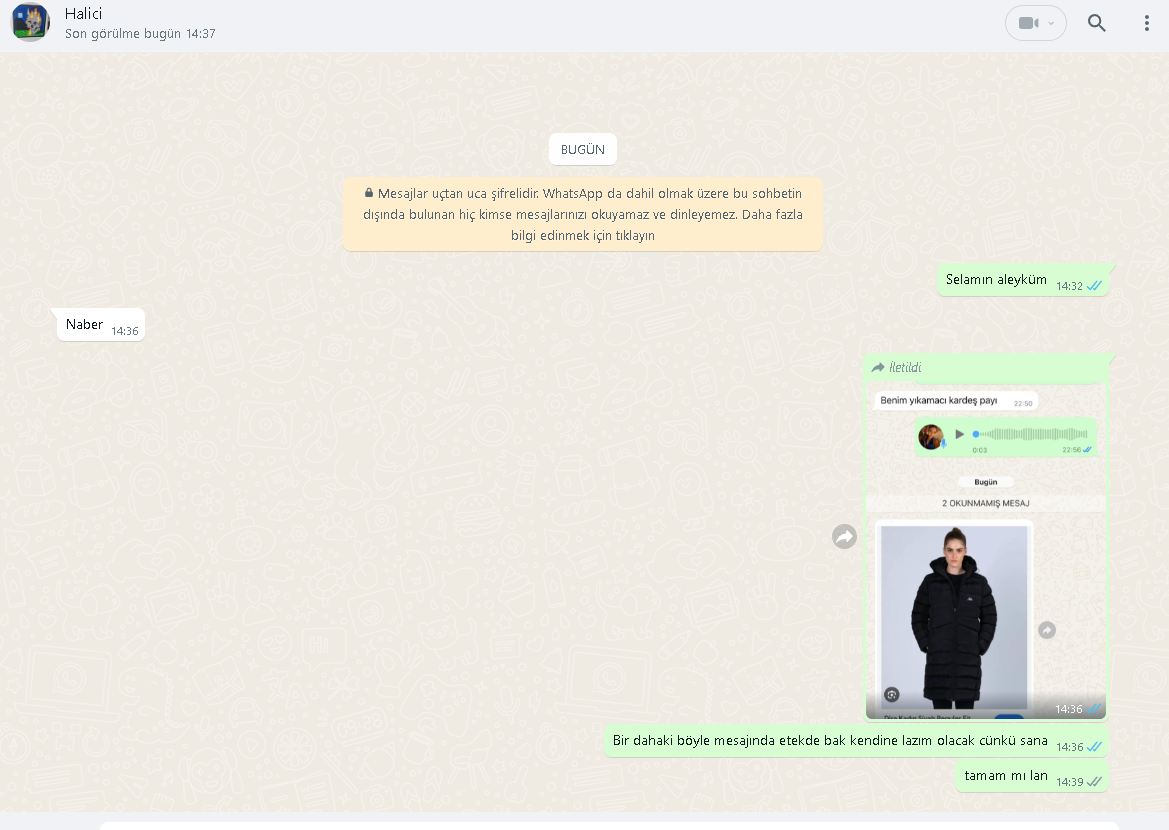 Halici
Son görülme bugün 14:37
BUGÜN
Mesajlar uçtan uca şifrelidir. WhatsApp da dahil olmak üzere bu sohbetin
dışında bulunan hiç kimse mesajlarınızı okuyamaz ve dinleyemez. Daha fazla
bilgi edinmek için tıklayın
Selamın aleyküm 14:32
Naber 14:36
İletildi
Benim yıkamacı kardeş payı 22:50
0:03 22:56
Bugün
2 OKUNMAMIŞ MESAJ
14:36
Bir dahaki böyle mesajında etekde bak kendine lazım olacak cünkü sana 14:36
tamam mı lan 14:39